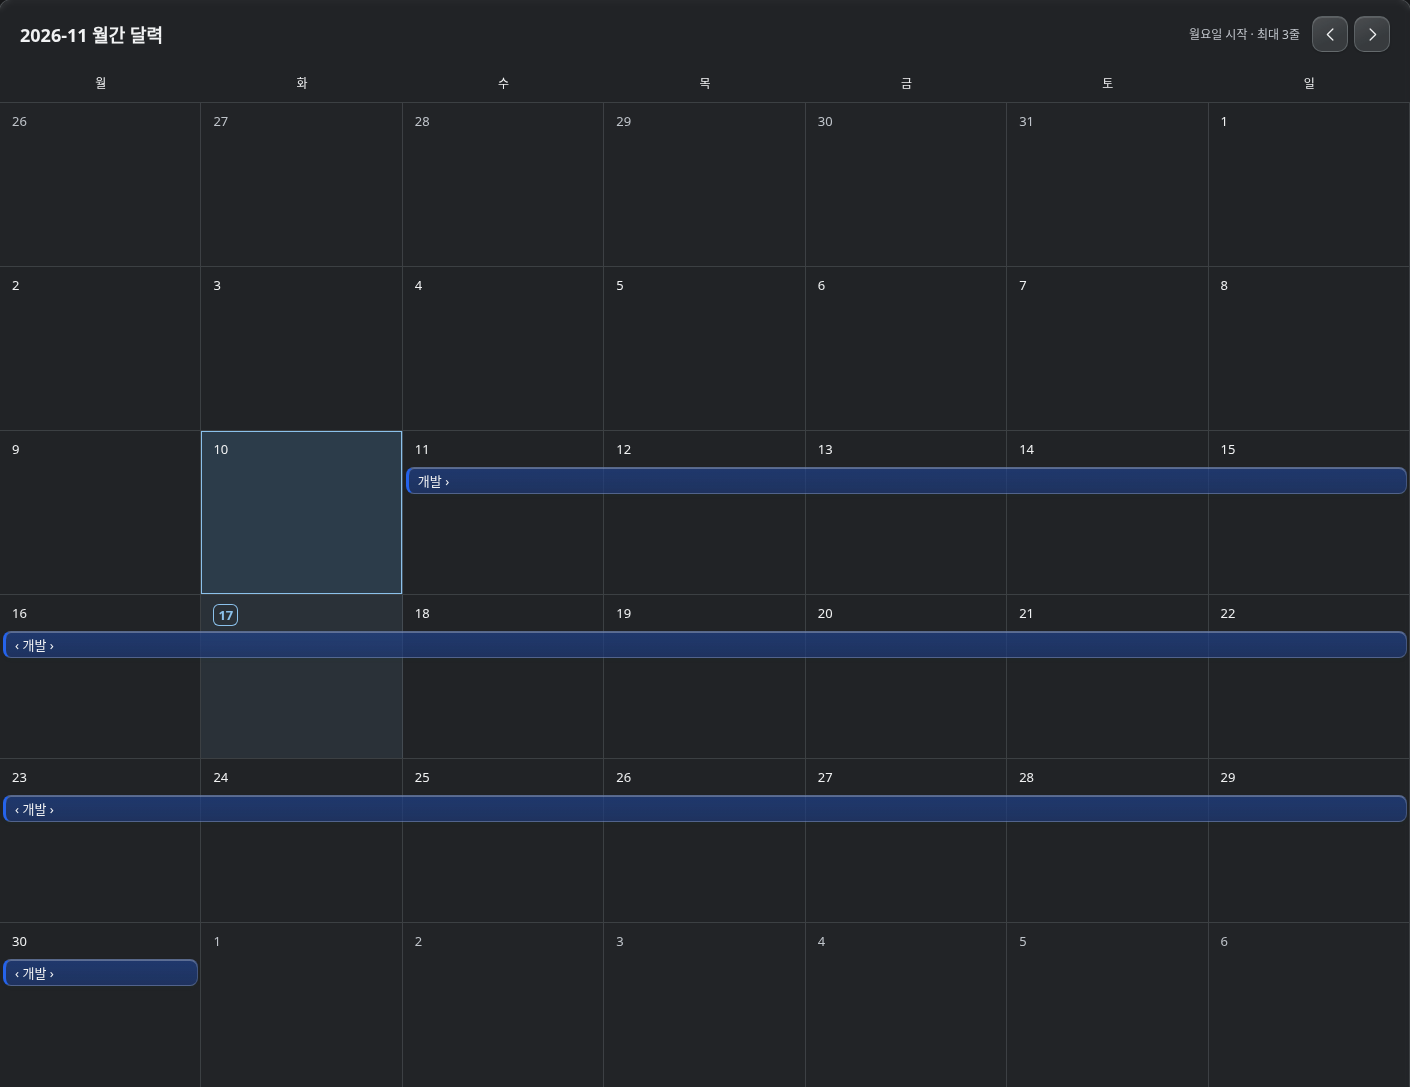 2026-11 월간 달력
월요일 시작 · 최대 3줄
월 화 수 목 금 토 일
26 27 28 29 30 31 1
2 3 4 5 6 7 8
9 10 11 12 13 14 15
개발 ›
16 17 18 19 20 21 22
‹ 개발 ›
23 24 25 26 27 28 29
‹ 개발 ›
30 1 2 3 4 5 6
‹ 개발 ›